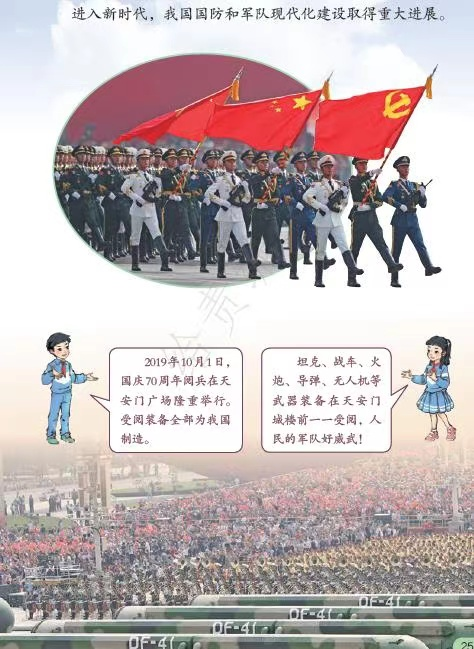 进入新时代，我国国防和军队现代化建设取得重大进展。
2019年10月1日，
国庆70周年阅兵在天
安门广场隆重举行。
受阅装备全部为我国
制造。
坦克、战车、火
炮、导弹、无人机等
武器装备在天安门
城楼前一一受阅，人
民的军队好威武！
DF-41
DF-41
DF-41
DF-41
25